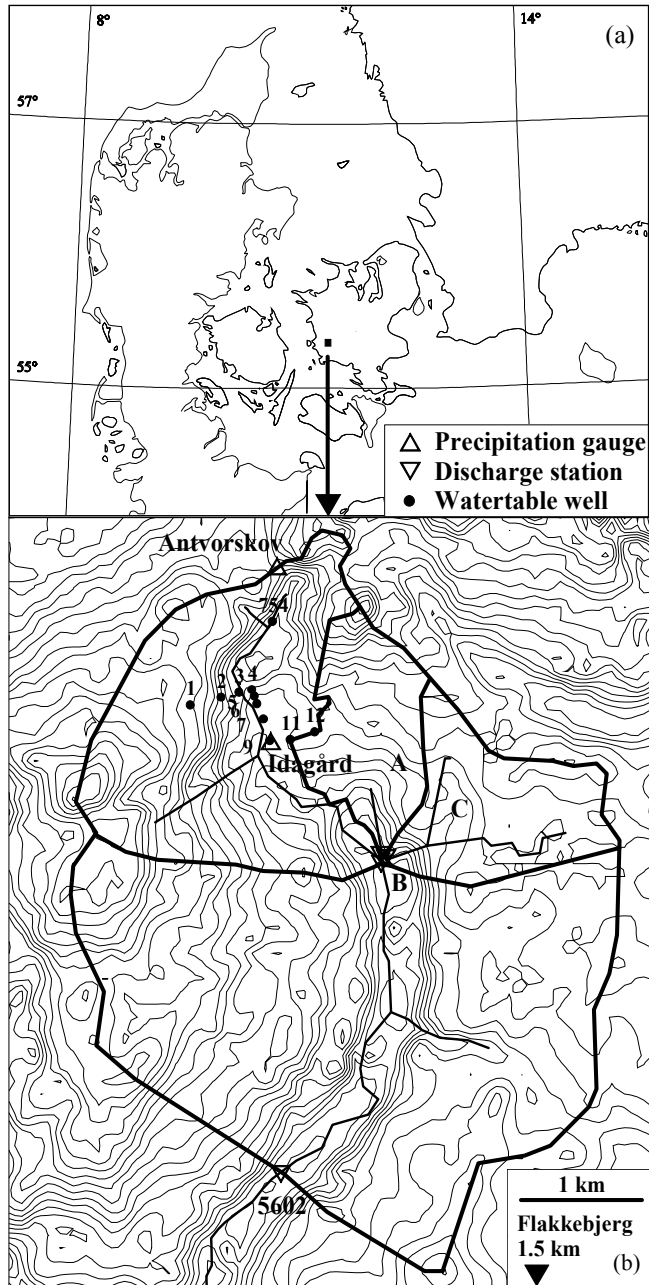 8°
14°
(a)
57°
55°
Precipitation gauge
Discharge station
Watertable well
Antvorskov
754
1
2
3
4
5
6
7
9
11
12
Idagård
A
C
B
5602
1 km
Flakkebjerg
1.5 km
(b)